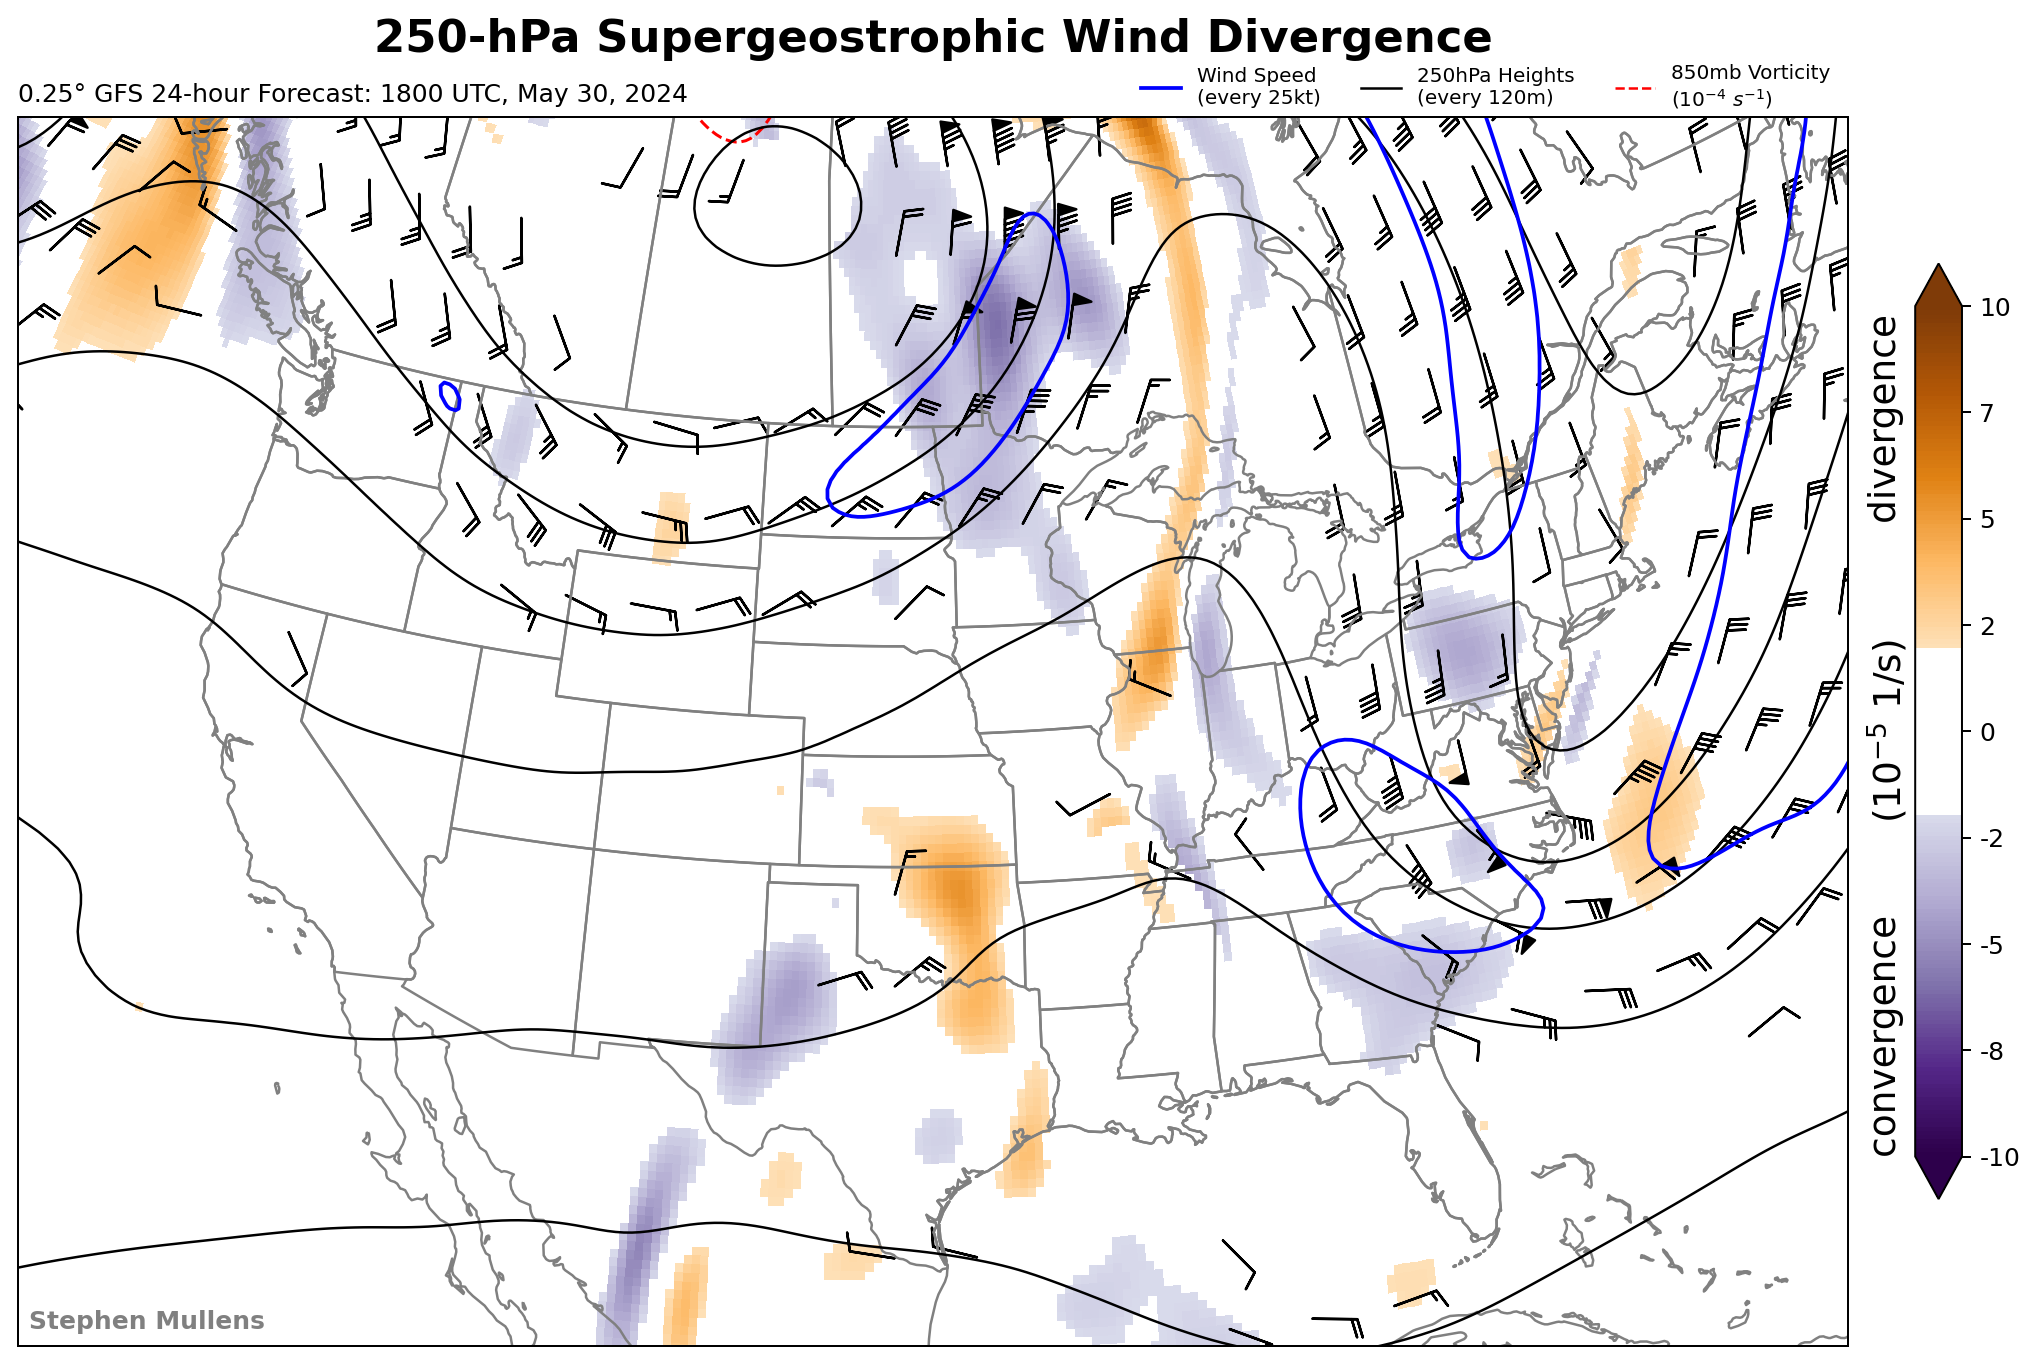 250-hPa Supergeostrophic Wind Divergence
0.25° GFS 24-hour Forecast: 1800 UTC, May 30, 2024
Wind Speed
(every 25kt)
250hPa Heights
(every 120m)
850mb Vorticity
(10⁻⁴ s⁻¹)
10
7
5
2
0
-2
-5
-8
-10
convergence (10⁻⁵ 1/s) divergence
Stephen Mullens